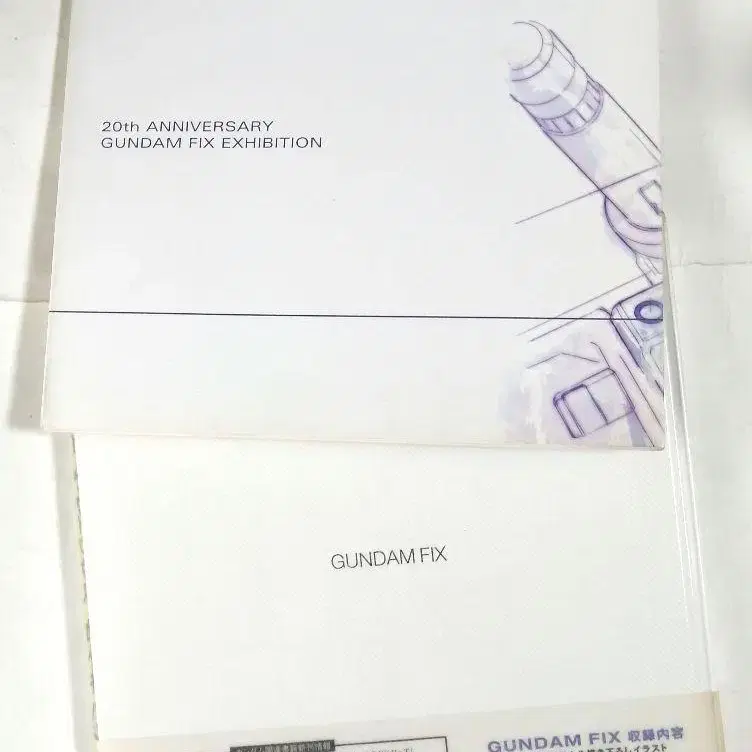 20th ANNIVERSARY
GUNDAM FIX EXHIBITION
GUNDAM FIX
GUNDAM FIX 収録内容